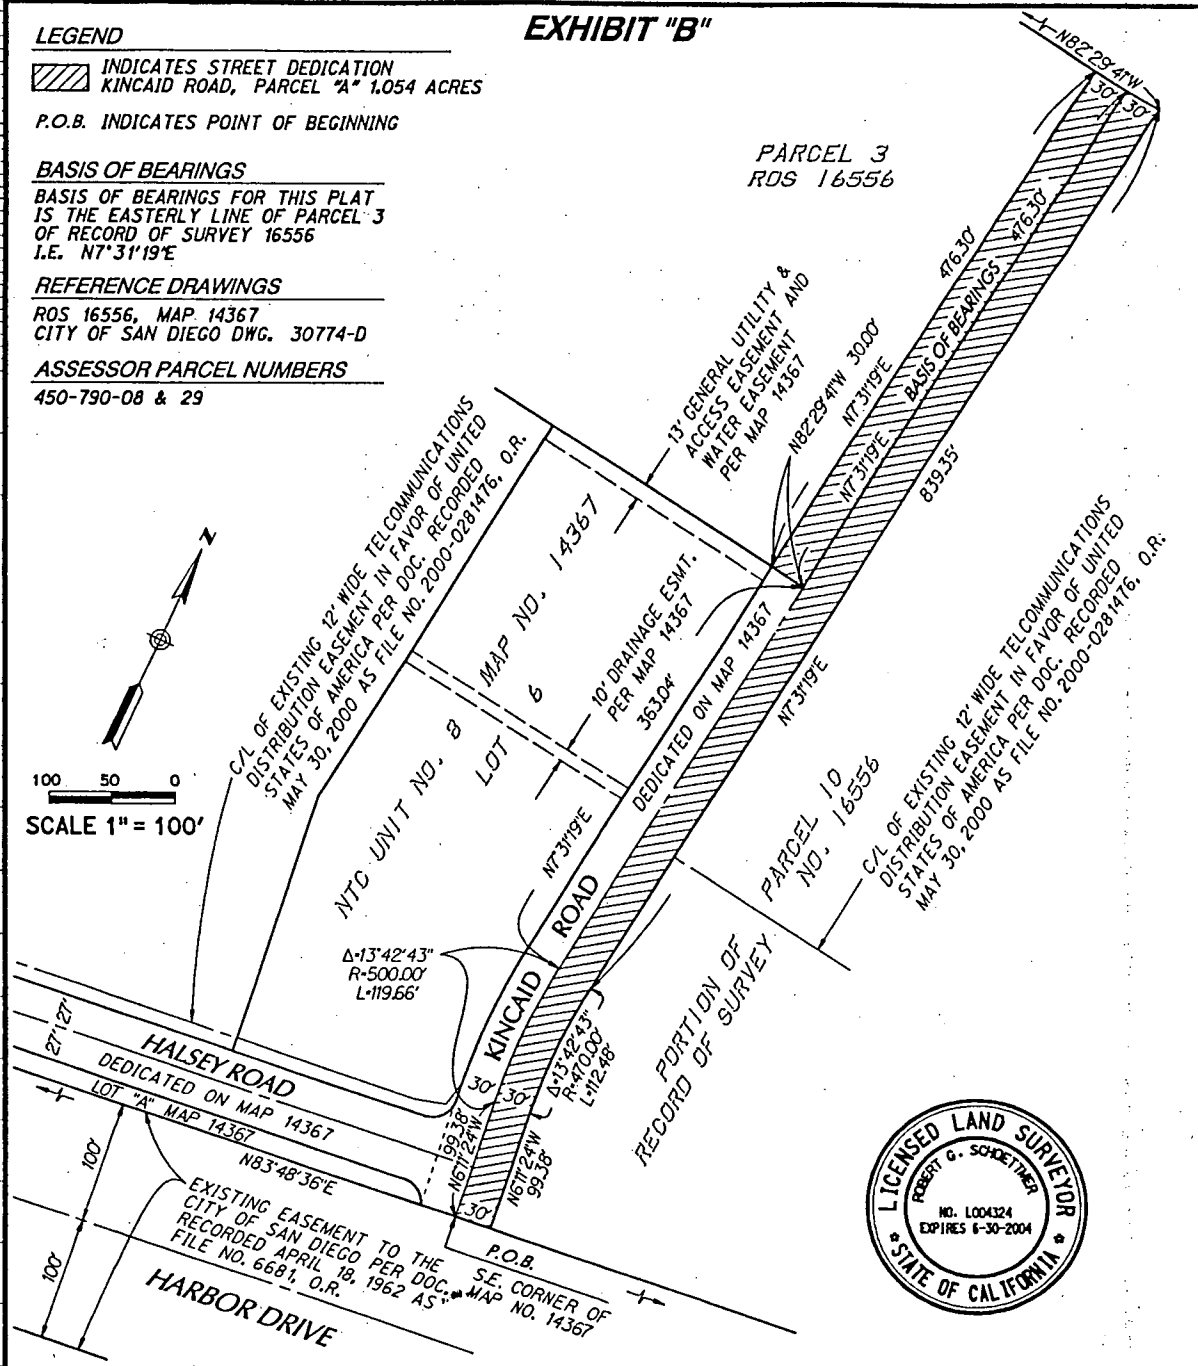 EXHIBIT "B"
LEGEND
INDICATES STREET DEDICATION
KINCAID ROAD, PARCEL "A" 1.054 ACRES
P.O.B. INDICATES POINT OF BEGINNING
BASIS OF BEARINGS
BASIS OF BEARINGS FOR THIS PLAT
IS THE EASTERLY LINE OF PARCEL 3
OF RECORD OF SURVEY 16556
I.E. N7°31'19"E
REFERENCE DRAWINGS
ROS 16556, MAP 14367
CITY OF SAN DIEGO DWG. 30774-D
ASSESSOR PARCEL NUMBERS
450-790-08 & 29
N82°29'41"W
30'
30'
PARCEL 3
ROS 16556
476.30'
476.30'
BASIS OF BEARINGS
13' GENERAL UTILITY &
ACCESS EASEMENT AND
WATER EASEMENT
PER MAP 14367
N82°29'41"W 30.00'
N7°31'19"E
N7°31'19"E
839.35'
C/L OF EXISTING 12' WIDE TELCOMMUNICATIONS
DISTRIBUTION EASEMENT IN FAVOR OF UNITED
STATES OF AMERICA PER DOC. RECORDED
MAY 30, 2000 AS FILE NO. 2000-0281476, O.R.
N
100 50 0
SCALE 1" = 100'
NTC UNIT NO. 8
MAP NO. 14367
LOT 6
10' DRAINAGE ESMT.
PER MAP 14367
363.04'
DEDICATED ON MAP 14367
N7°31'19"E
N7°31'19"E
PARCEL 10
NO. 16556
PORTION OF
RECORD OF SURVEY
C/L OF EXISTING 12' WIDE TELCOMMUNICATIONS
DISTRIBUTION EASEMENT IN FAVOR OF UNITED
STATES OF AMERICA PER DOC. RECORDED
MAY 30, 2000 AS FILE NO. 2000-0281476, O.R.
KINCAID ROAD
Δ=13°42'43"
R=500.00'
L=119.66'
Δ=13°42'43"
R=470.00'
L=112.48'
30'
30'
99.38'
N6°11'24"W
N6°11'24"W
99.38'
30'
27' 27'
HALSEY ROAD
DEDICATED ON MAP 14367
LOT "A" MAP 14367
N83°48'36"E
100'
100'
EXISTING EASEMENT TO THE
CITY OF SAN DIEGO PER DOC.
RECORDED APRIL 18, 1962 AS
FILE NO. 6681, O.R.
HARBOR DRIVE
P.O.B.
S.E. CORNER OF
MAP NO. 14367
LICENSED LAND SURVEYOR
ROBERT G. SCHOETTMER
NO. L004324
EXPIRES 6-30-2004
STATE OF CALIFORNIA